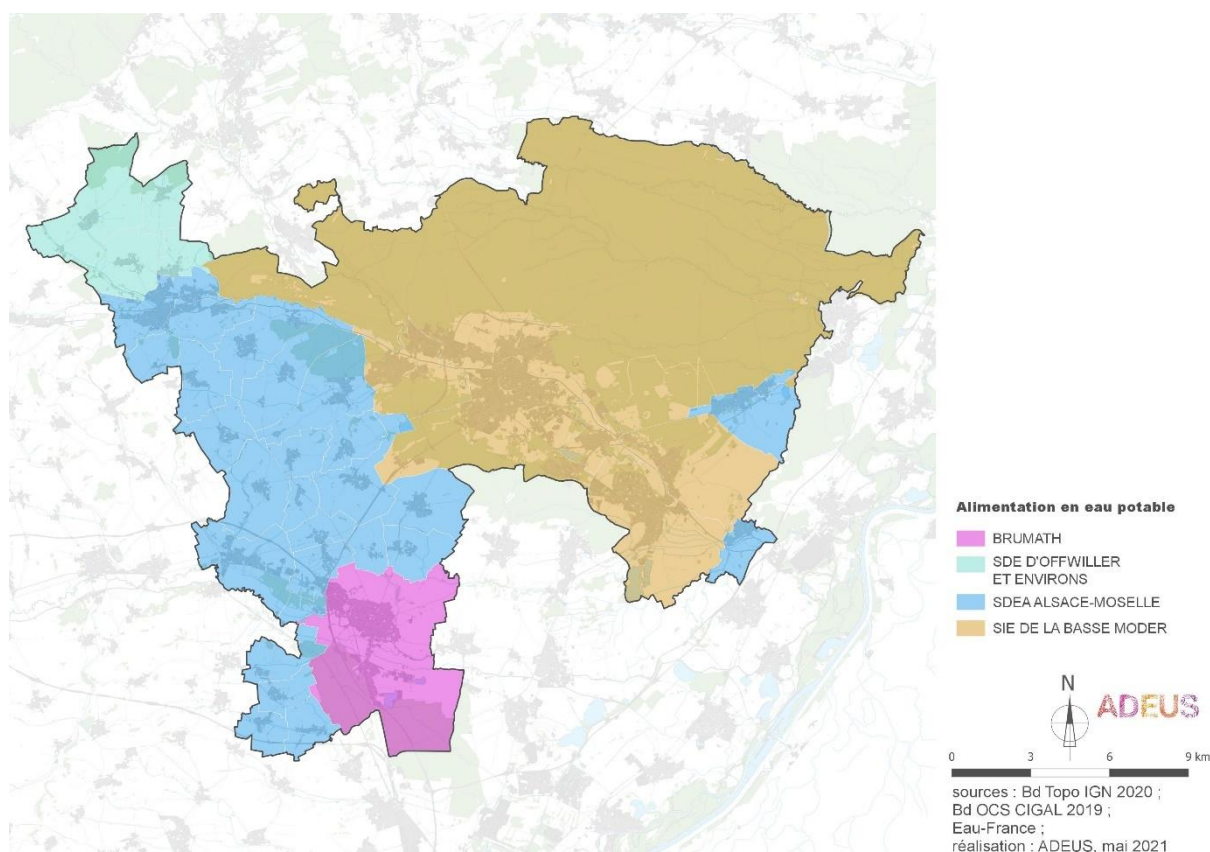 Alimentation en eau potable
BRUMATH
SDE D'OFFWILLER
ET ENVIRONS
SDEA ALSACE-MOSELLE
SIE DE LA BASSE MODER
N
ADEUS
0 3 6 9 km
sources : Bd Topo IGN 2020 ;
Bd OCS CIGAL 2019 ;
Eau-France ;
réalisation : ADEUS, mai 2021